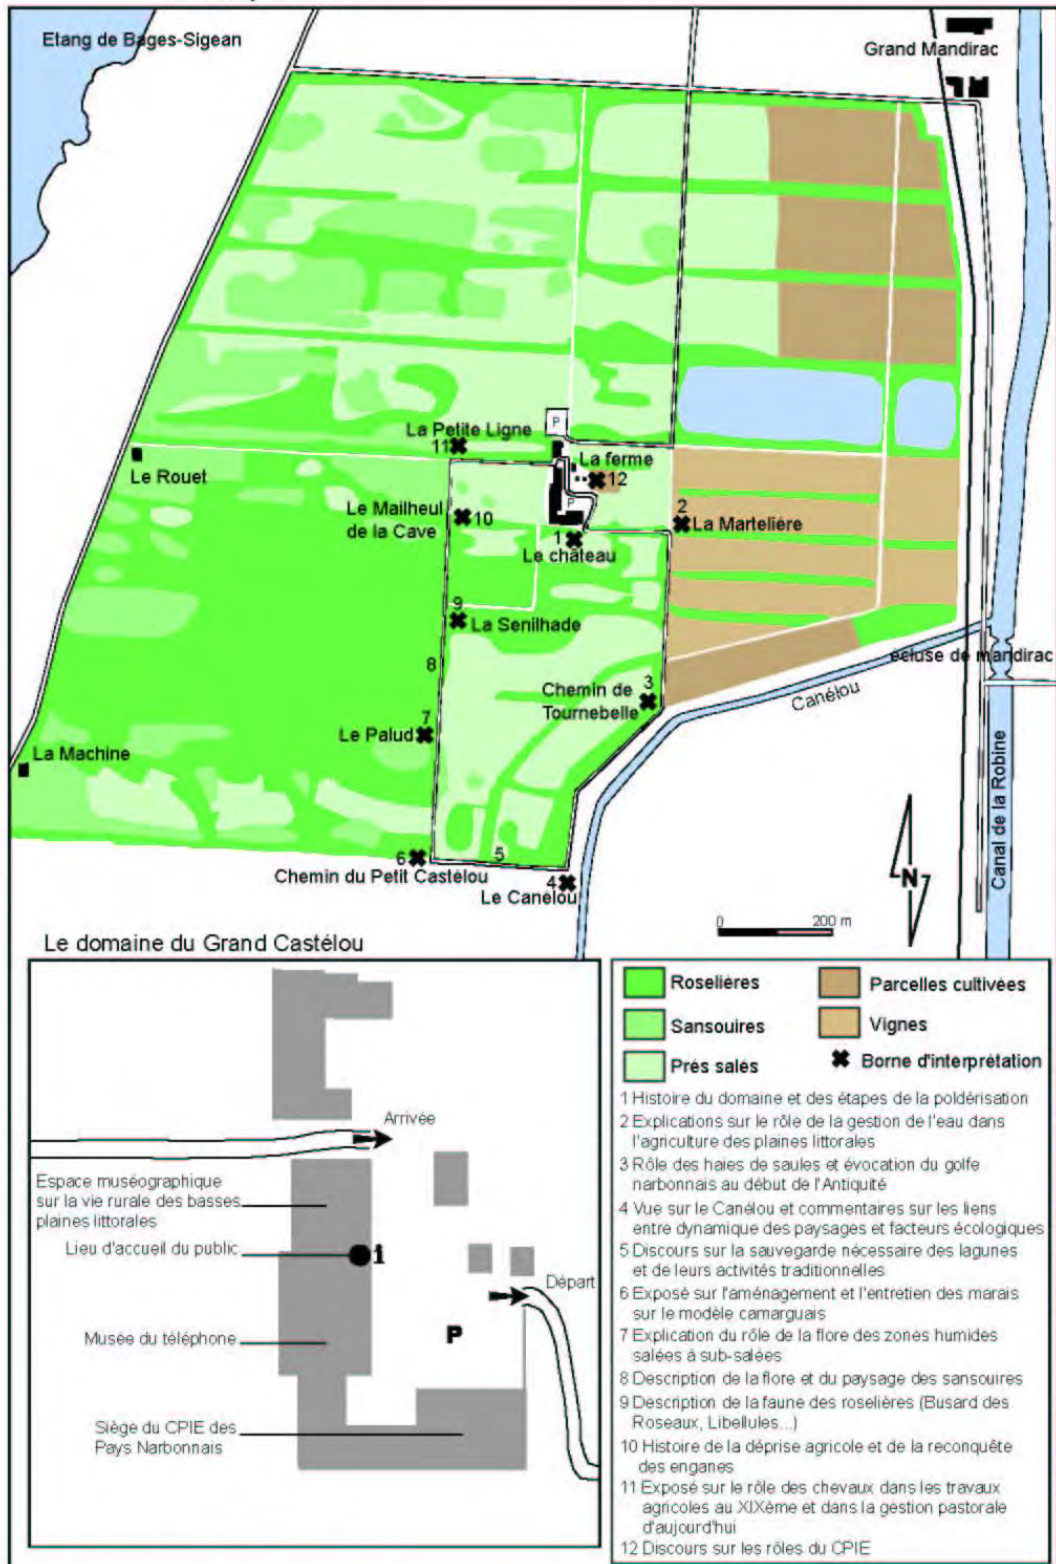 Etang de Bages-Sigean
Grand Mandirac
P
La Petite Ligne
11
La ferme
12
Le Rouet
Le Mailheul
de la Cave
10
P
2
La Martelière
1
Le château
9
La Senilhade
8
Chemin de
Tournebelle
3
écluse de mandirac
Canélou
7
Le Palud
La Machine
Canal de la Robine
6
5
Chemin du Petit Castélou
4
Le Canélou
N
0 200 m
Le domaine du Grand Castélou
Arrivée
Espace muséographique
sur la vie rurale des basses
plaines littorales
Lieu d'accueil du public
i
Départ
Musée du téléphone
P
Siège du CPIE des
Pays Narbonnais
Roselières
Parcelles cultivées
Sansouires
Vignes
Prés salés
Borne d'interprétation
1 Histoire du domaine et des étapes de la poldérisation
2 Explications sur le rôle de la gestion de l'eau dans
l'agriculture des plaines littorales
3 Rôle des haies de saules et évocation du golfe
narbonnais au début de l'Antiquité
4 Vue sur le Canélou et commentaires sur les liens
entre dynamique des paysages et facteurs écologiques
5 Discours sur la sauvegarde nécessaire des lagunes
et de leurs activités traditionnelles
6 Exposé sur l'aménagement et l'entretien des marais
sur le modèle camarguais
7 Explication du rôle de la flore des zones humides
salées à sub-salées
8 Description de la flore et du paysage des sansouires
9 Description de la faune des roselières (Busard des
Roseaux, Libellules...)
10 Histoire de la déprise agricole et de la reconquête
des enganes
11 Exposé sur le rôle des chevaux dans les travaux
agricoles au XIXème et dans la gestion pastorale
d'aujourd'hui
12 Discours sur les rôles du CPIE